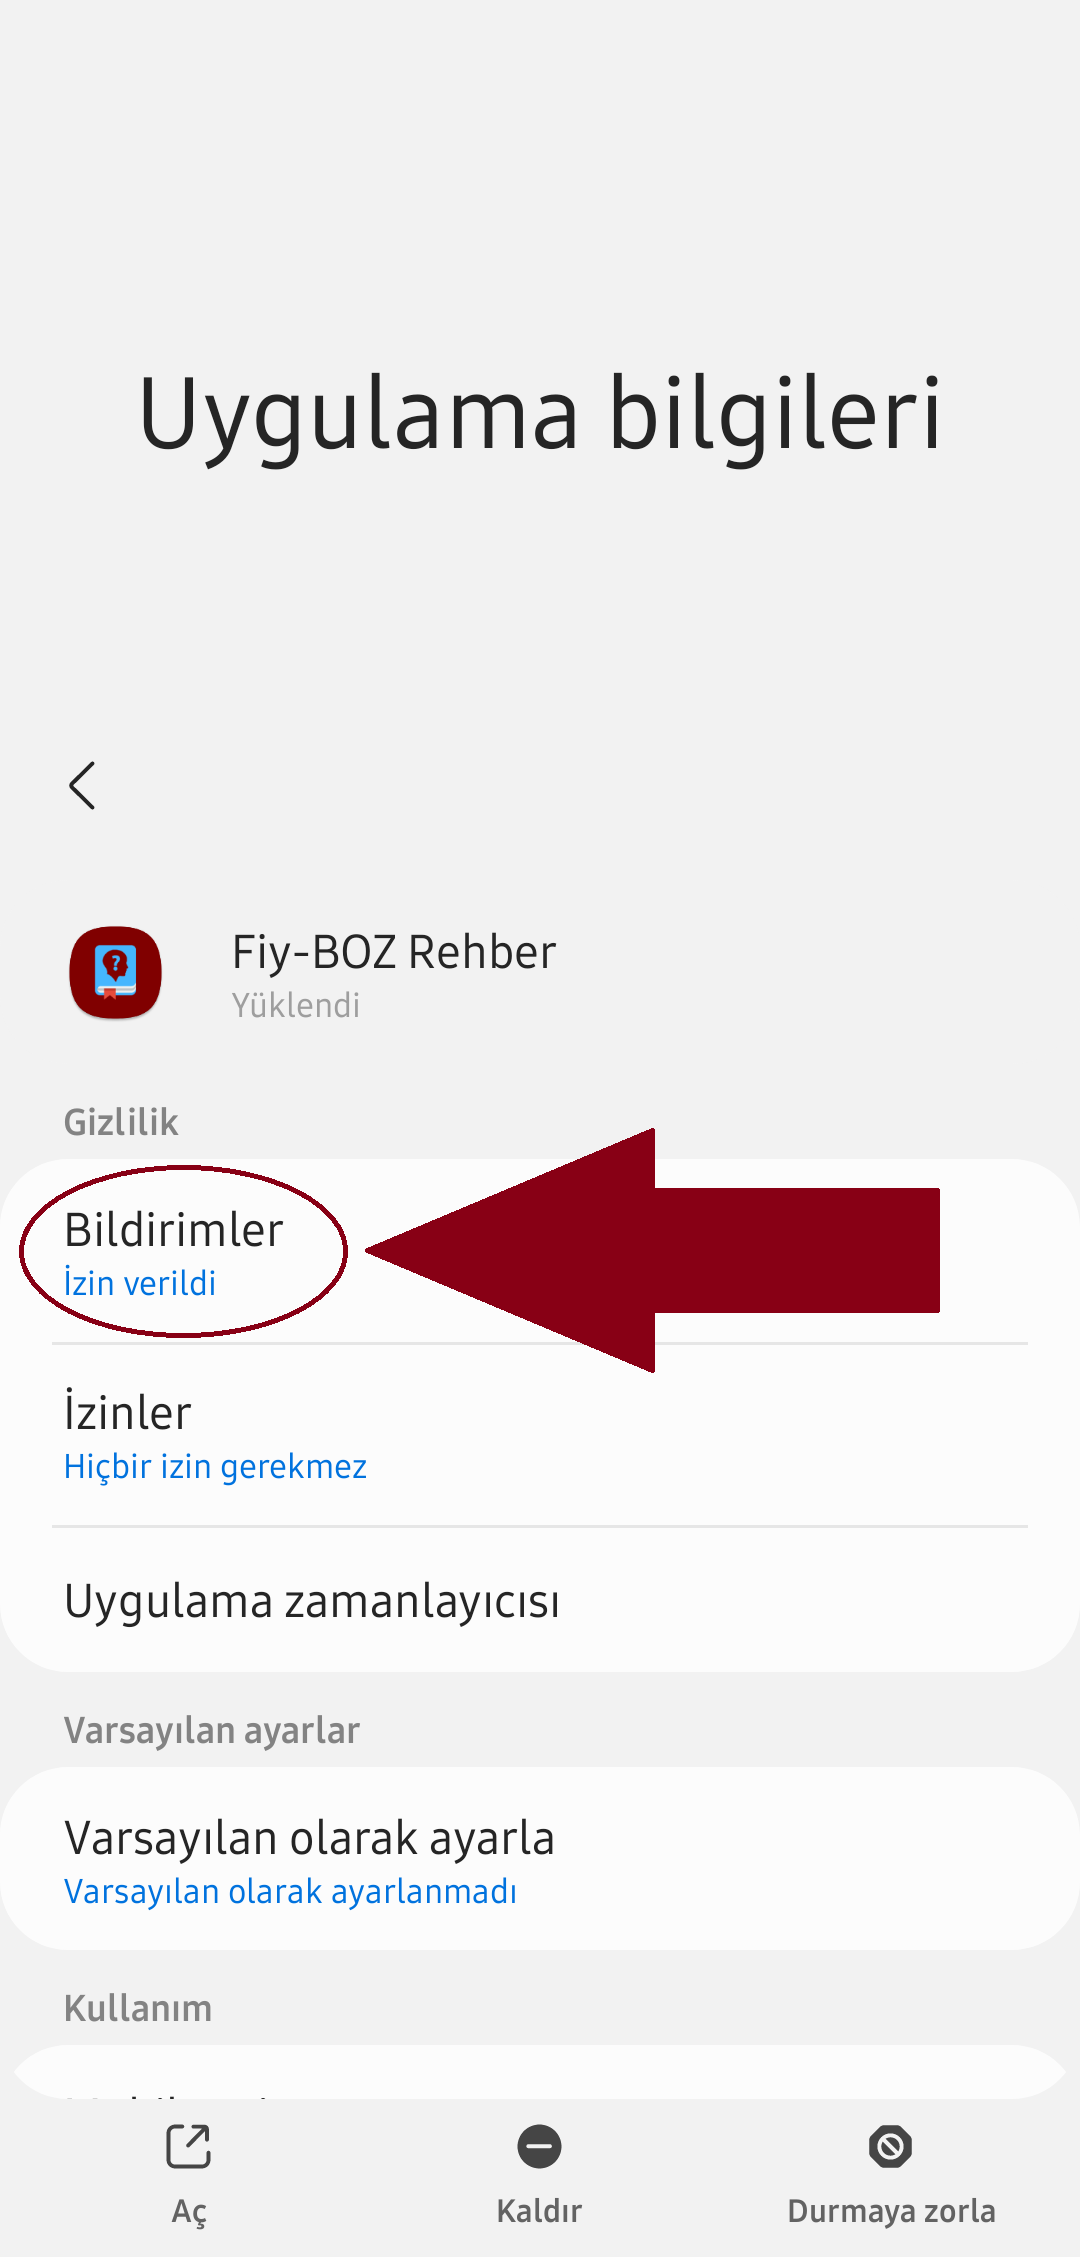 Uygulama bilgileri
Fiy-BOZ Rehber
Yüklendi
Gizlilik
Bildirimler
İzin verildi
İzinler
Hiçbir izin gerekmez
Uygulama zamanlayıcısı
Varsayılan ayarlar
Varsayılan olarak ayarla
Varsayılan olarak ayarlanmadı
Kullanım
Aç
Kaldır
Durmaya zorla